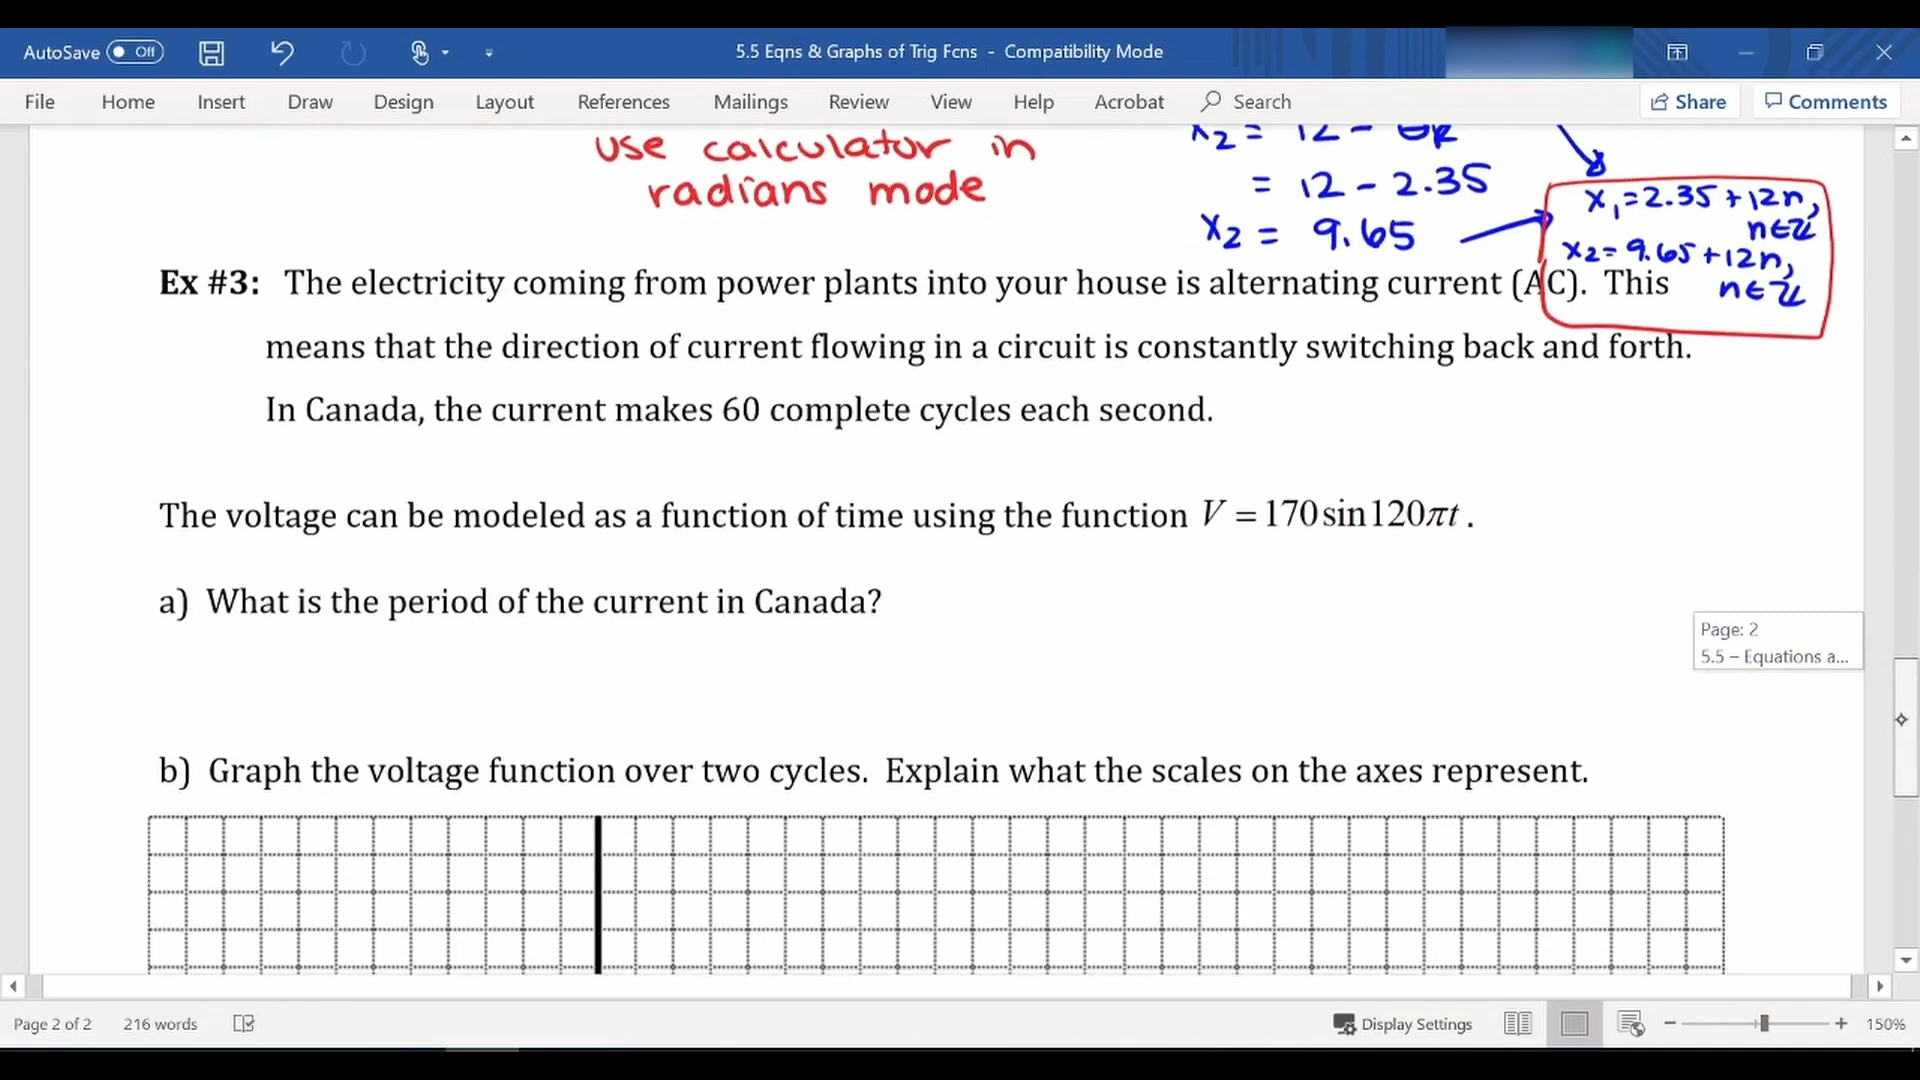 AutoSave Off
5.5 Eqns & Graphs of Trig Fcns - Compatibility Mode
File Home Insert Draw Design Layout References Mailings Review View Help Acrobat Search Share Comments
use calculator in
radians mode
x₂ = 12 - θR
= 12 - 2.35
x₂ = 9.65
x₁ = 2.35 + 12n,
n∈ℤ
x₂ = 9.65 + 12n,
n∈ℤ
Ex #3: The electricity coming from power plants into your house is alternating current (AC). This
means that the direction of current flowing in a circuit is constantly switching back and forth.
In Canada, the current makes 60 complete cycles each second.
The voltage can be modeled as a function of time using the function V = 170 sin 120πt .
a) What is the period of the current in Canada?
Page: 2
5.5 – Equations a...
b) Graph the voltage function over two cycles. Explain what the scales on the axes represent.
Page 2 of 2 216 words Display Settings 150%